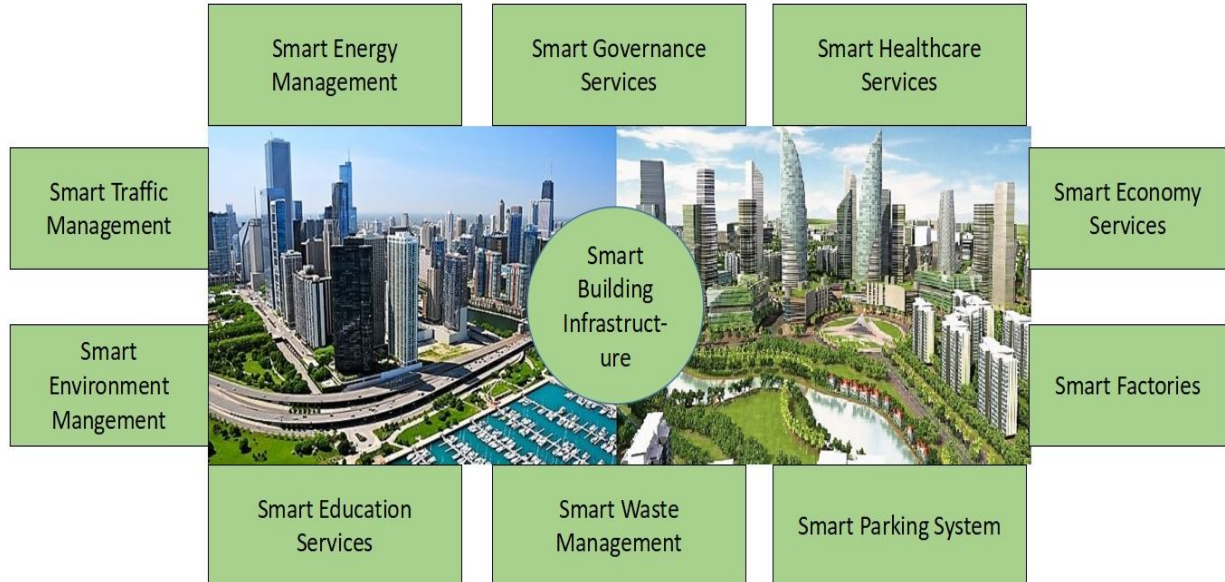 Smart Energy
Management
Smart Governance
Services
Smart Healthcare
Services
Smart Traffic
Management
Smart Economy
Services
Smart
Building
Infrastruct-
ure
Smart
Environment
Mangement
Smart Factories
Smart Education
Services
Smart Waste
Management
Smart Parking System